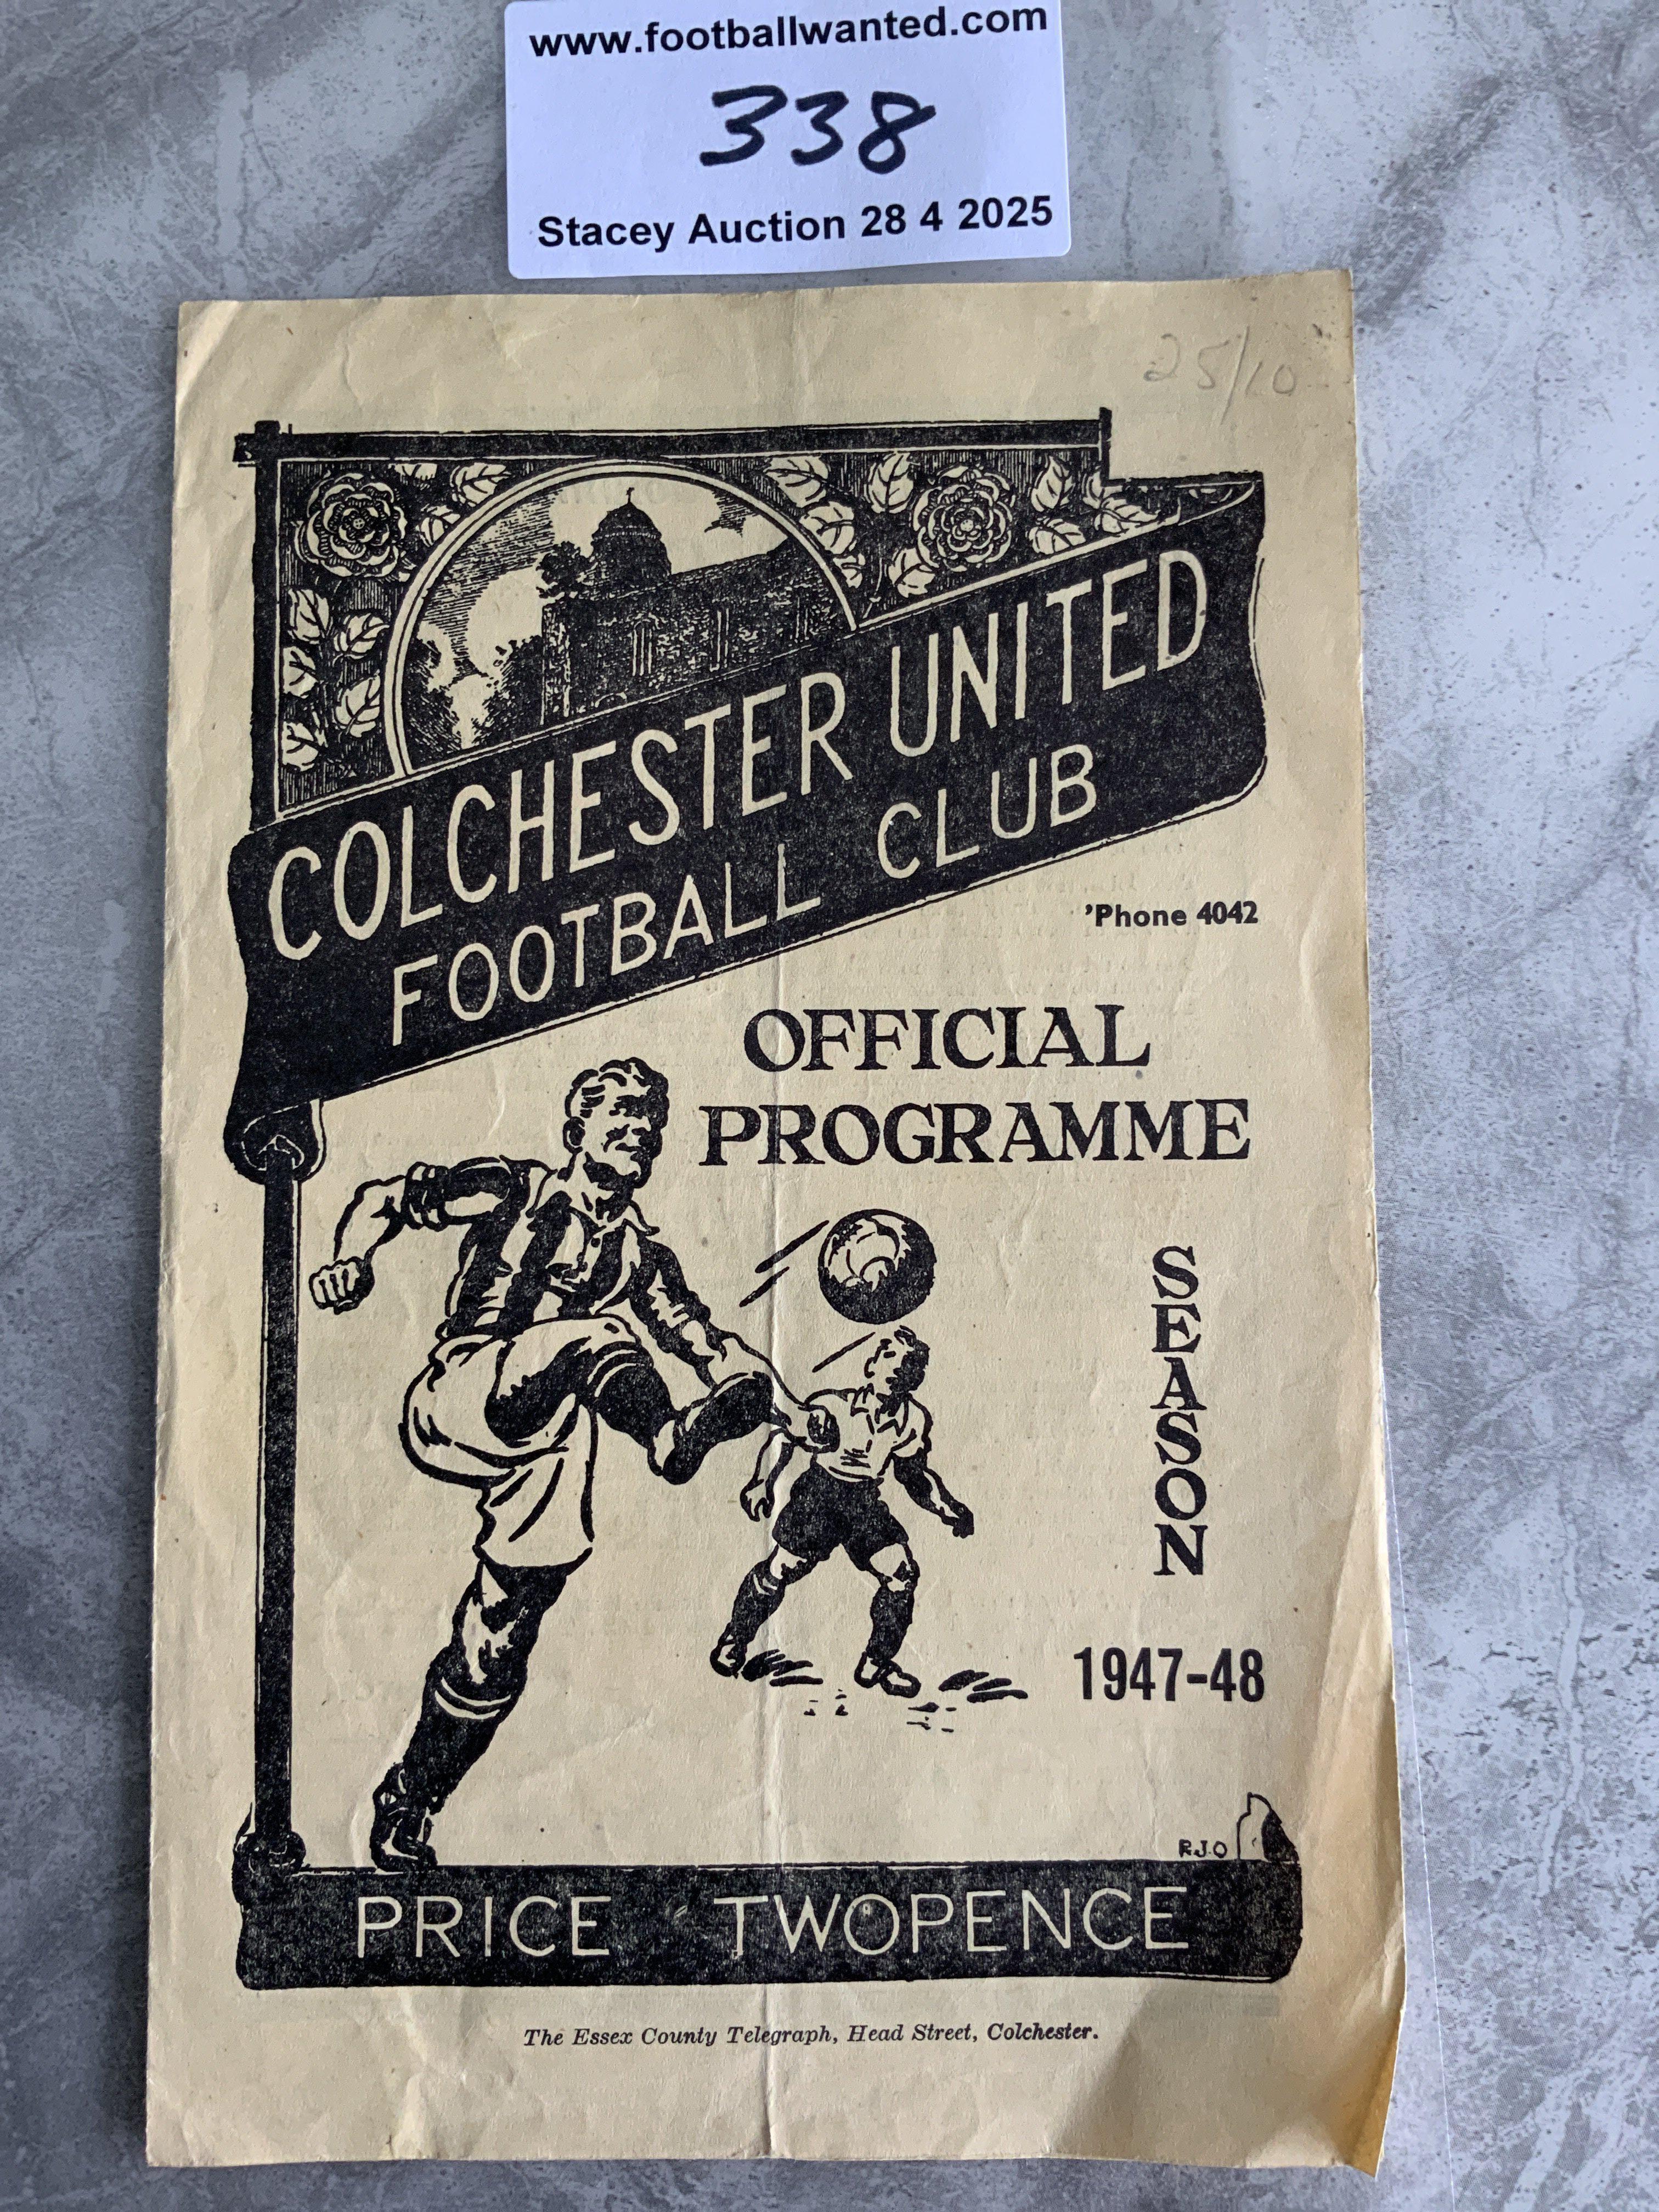 www.footballwanted.com
338
Stacey Auction 28 4 2025
25/10
COLCHESTER UNITED
FOOTBALL CLUB
'Phone 4042
OFFICIAL
PROGRAMME
SEASON
1947-48
R.J.O
PRICE TWOPENCE
The Essex County Telegraph, Head Street, Colchester.